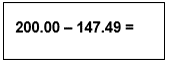 200.00 – 147.49 =